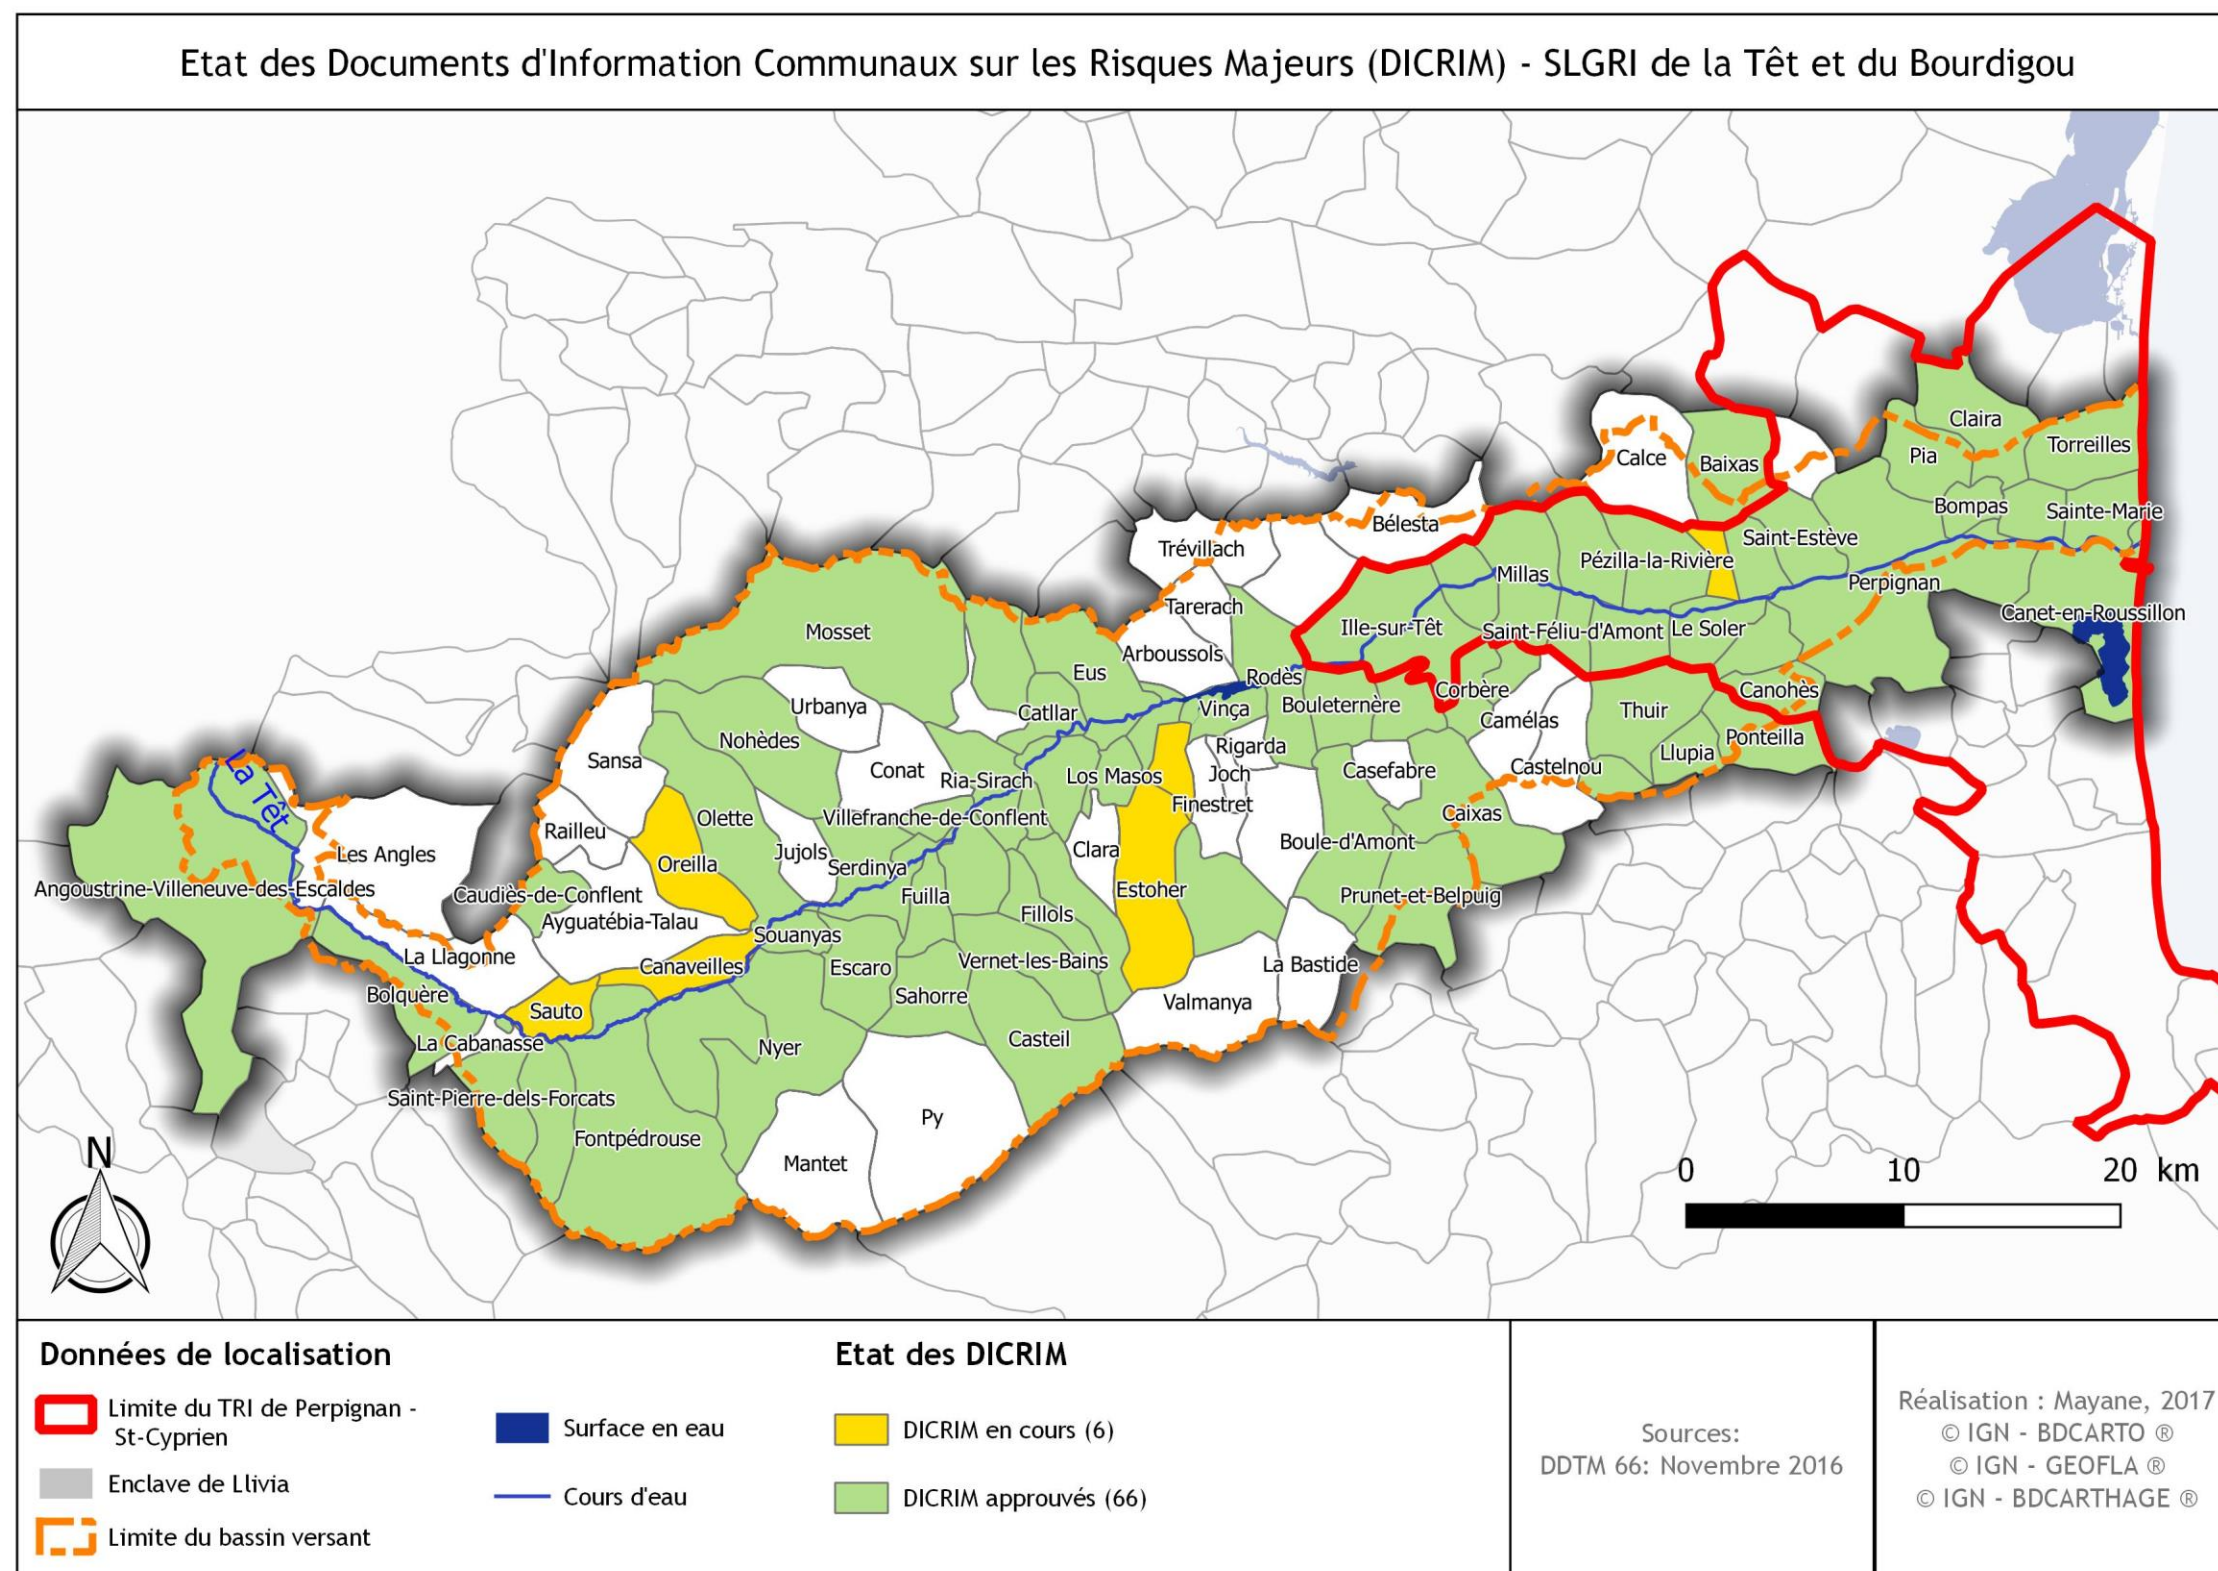 Etat des Documents d'Information Communaux sur les Risques Majeurs (DICRIM) - SLGRI de la Têt et du Bourdigou
Claira
Torreilles
Pia
Calce
Baixas
Bompas
Sainte-Marie
Bélesta
Saint-Estève
Trévillach
Pézilla-la-Rivière
Millas
Perpignan
Tarerach
Canet-en-Roussillon
Mosset
Ille-sur-Têt
Saint-Féliu-d'Amont
Le Soler
Arboussols
Eus
Rodès
Corbère
Canohès
Urbanya
Catllar
Vinça
Bouleternère
Camélas
Thuir
Nohèdes
Ponteilla
Rigarda
Llupia
Sansa
Conat
Ria-Sirach
Los Masos
Joch
Casefabre
Castelnou
La Têt
Finestret
Caixas
Olette
Villefranche-de-Conflent
Railleu
Boule-d'Amont
Les Angles
Jujols
Clara
Oreilla
Serdinya
Angoustrine-Villeneuve-des-Escaldes
Caudiès-de-Conflent
Fuilla
Estoher
Prunet-et-Belpuig
Ayguatébia-Talau
Fillols
Souanyas
La Llagonne
Canaveilles
Escaro
Vernet-les-Bains
La Bastide
Bolquère
Sahorre
Valmanya
Sauto
La Cabanasse
Nyer
Casteil
Saint-Pierre-dels-Forcats
Py
Fontpédrouse
Mantet
N
0 10 20 km
Données de localisation
Limite du TRI de Perpignan -
St-Cyprien
Enclave de Llivia
Limite du bassin versant
Surface en eau
Cours d'eau
Etat des DICRIM
DICRIM en cours (6)
DICRIM approuvés (66)
Sources:
DDTM 66: Novembre 2016
Réalisation : Mayane, 2017
© IGN - BDCARTO ®
© IGN - GEOFLA ®
© IGN - BDCARTHAGE ®